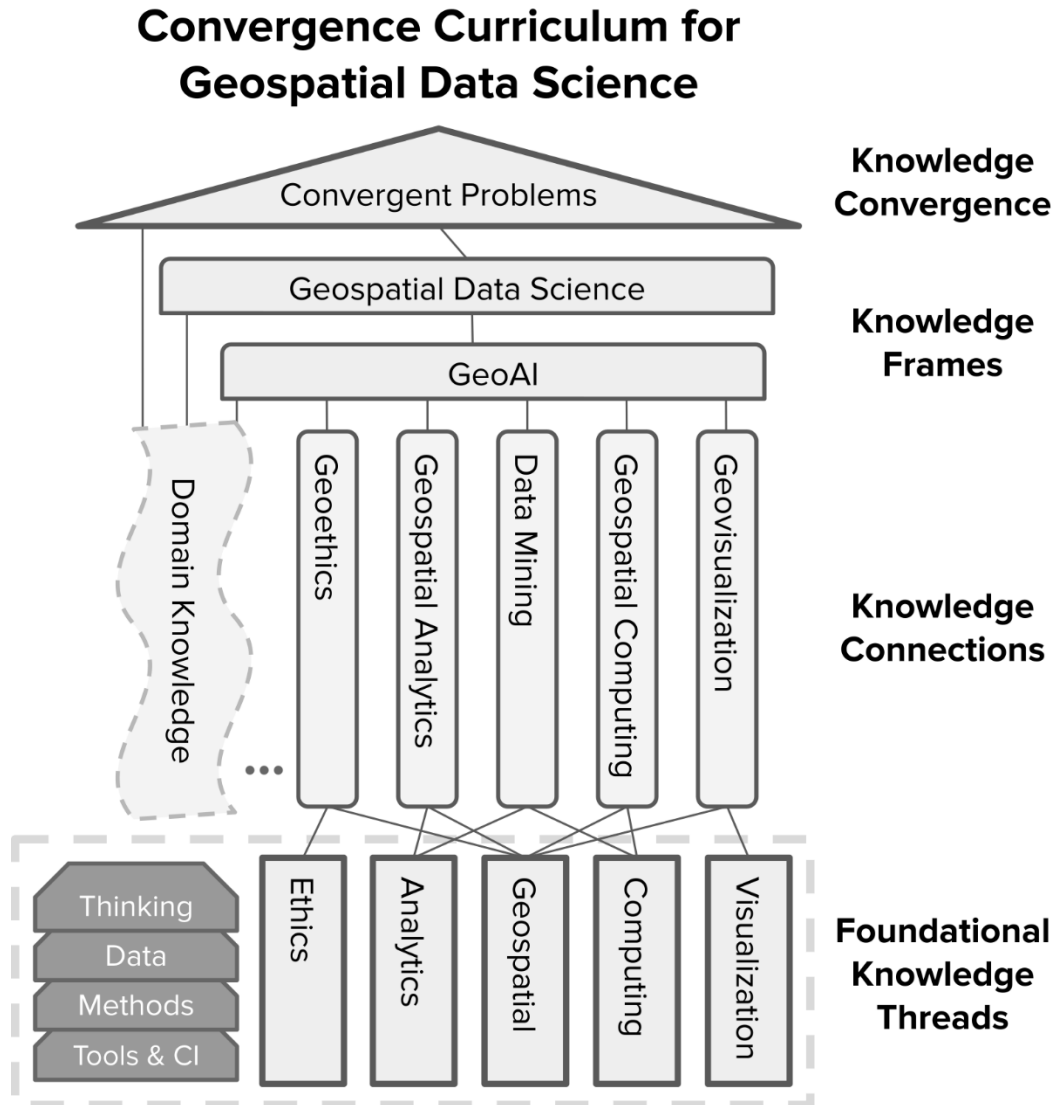 Convergence Curriculum for
Geospatial Data Science
Convergent Problems
Knowledge
Convergence
Geospatial Data Science
GeoAI
Knowledge
Frames
Domain Knowledge
...
Geoethics
Geospatial Analytics
Data Mining
Geospatial Computing
Geovisualization
Knowledge
Connections
Thinking
Data
Methods
Tools & CI
Ethics
Analytics
Geospatial
Computing
Visualization
Foundational
Knowledge
Threads